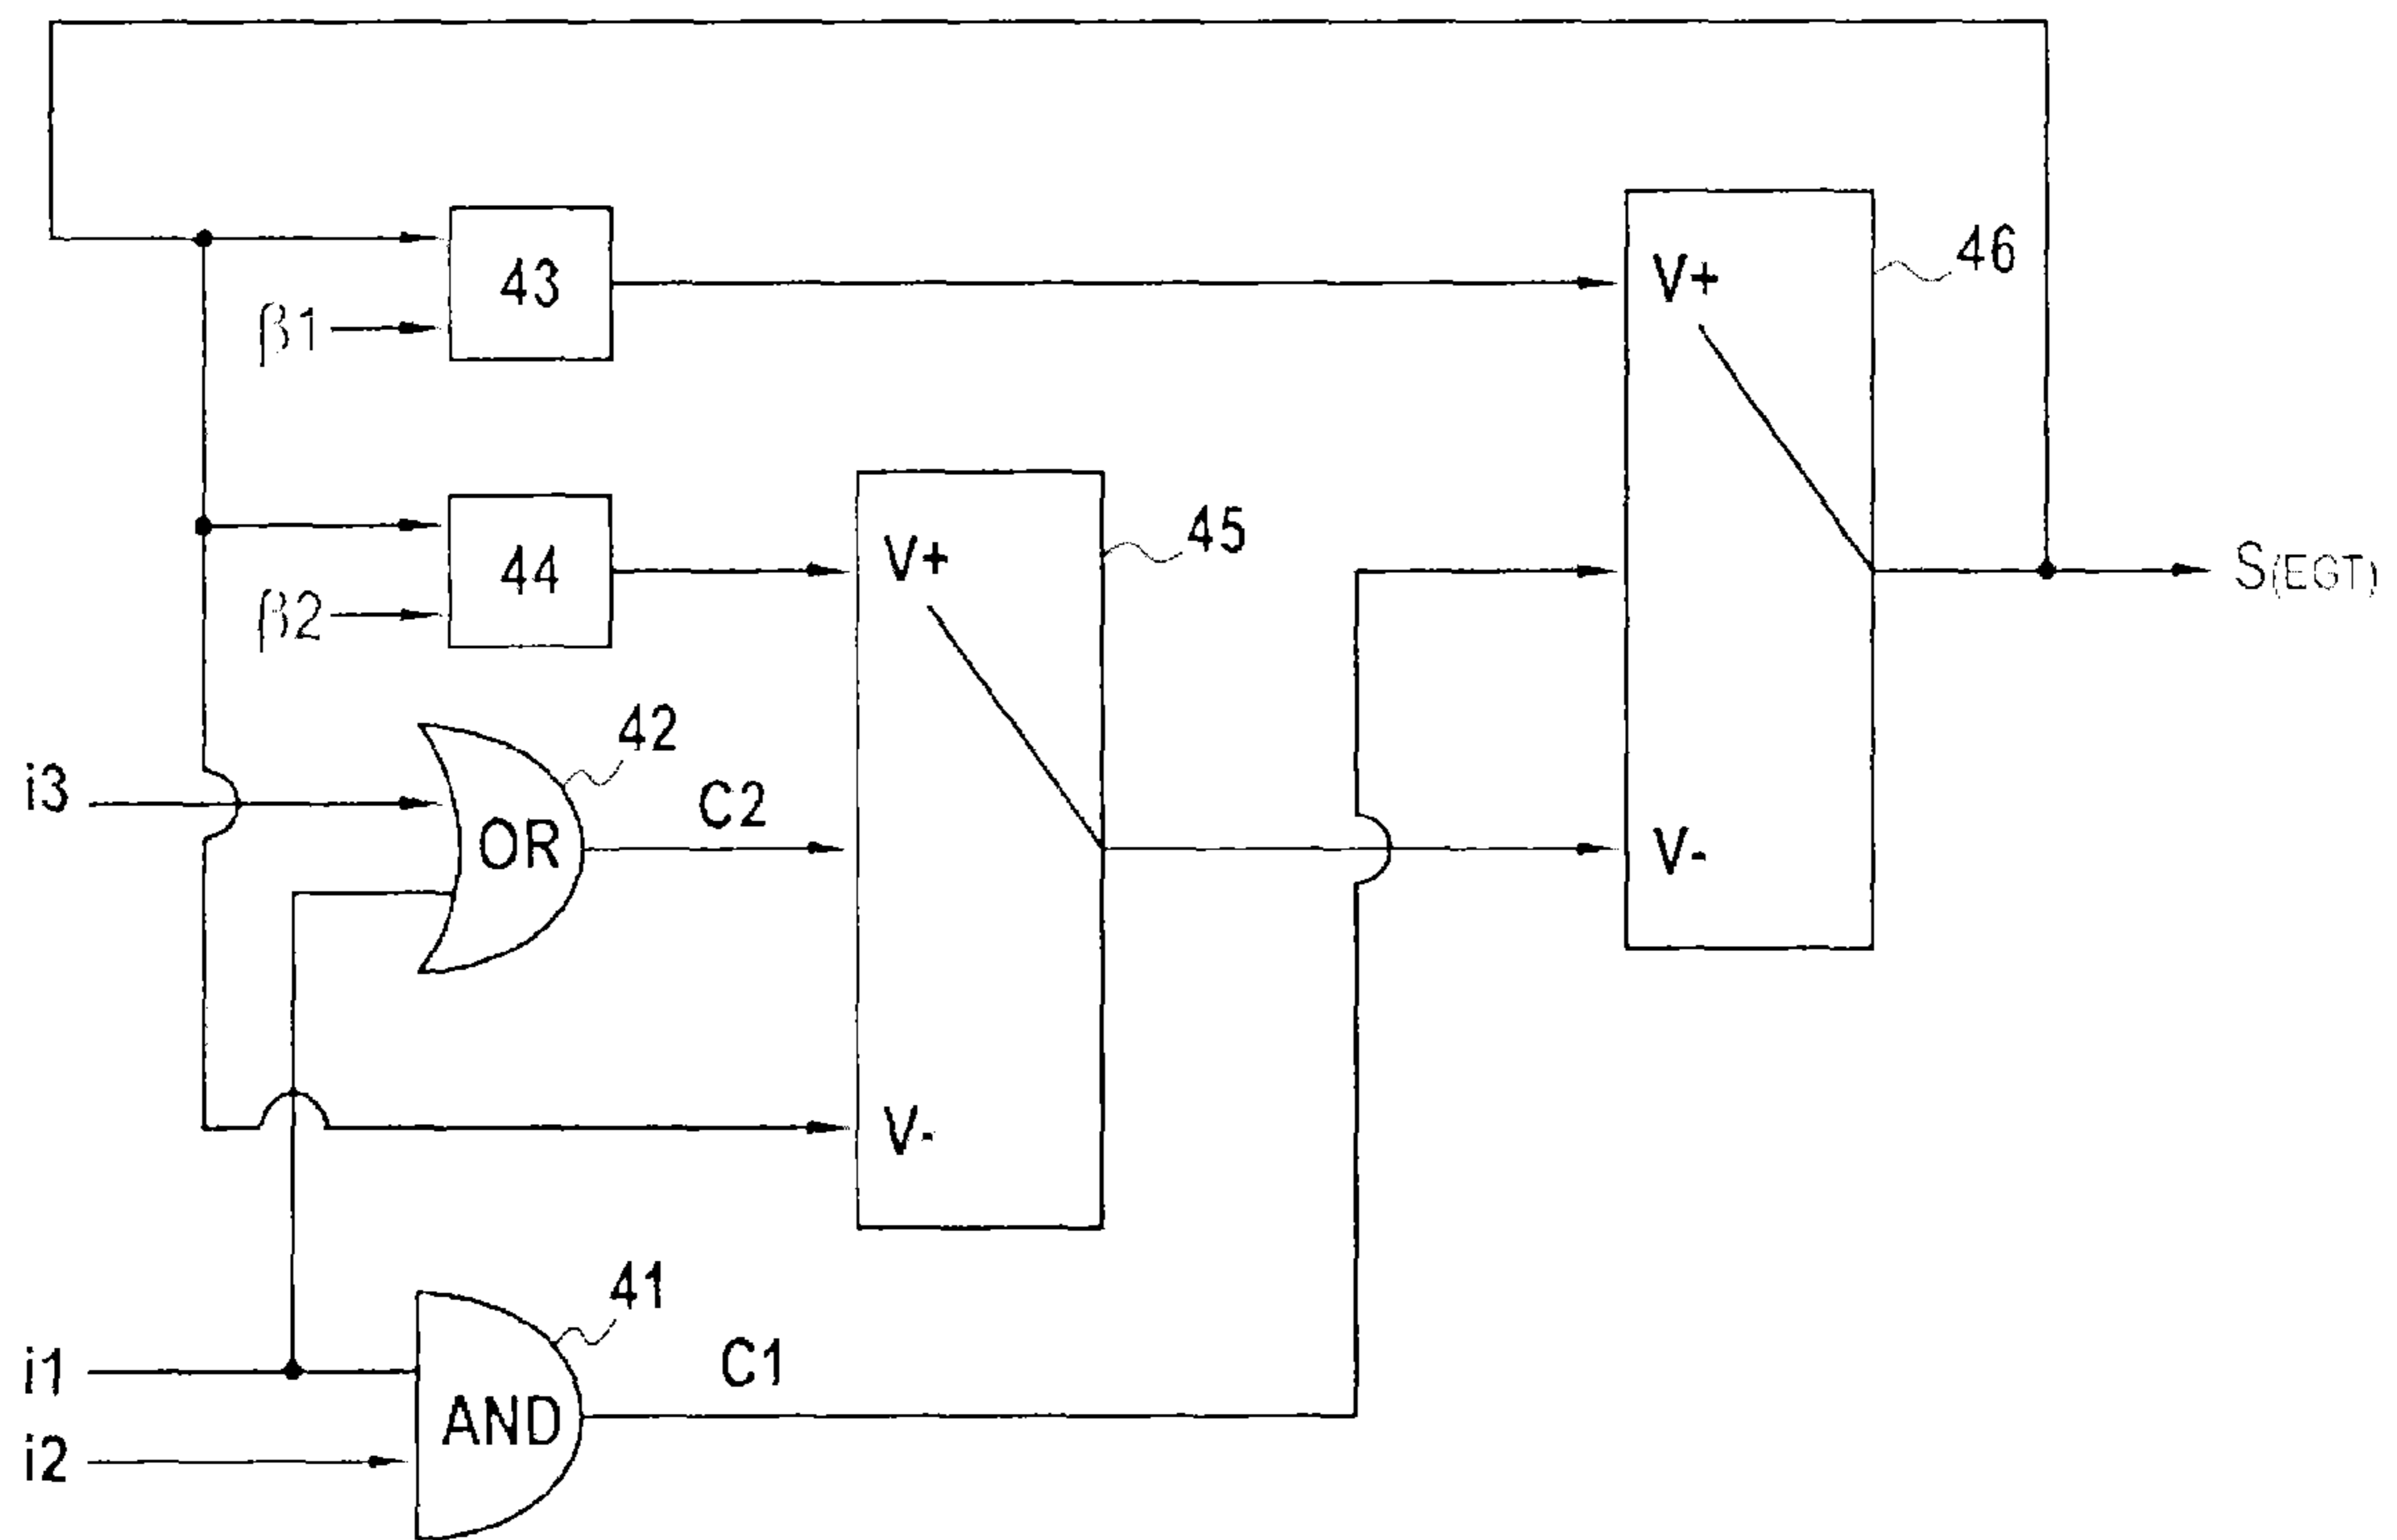 46
43
V+
β1
45
44
V+
S(EGT)
β2
42
i3
C2
OR
V-
V-
41
i1
C1
AND
i2